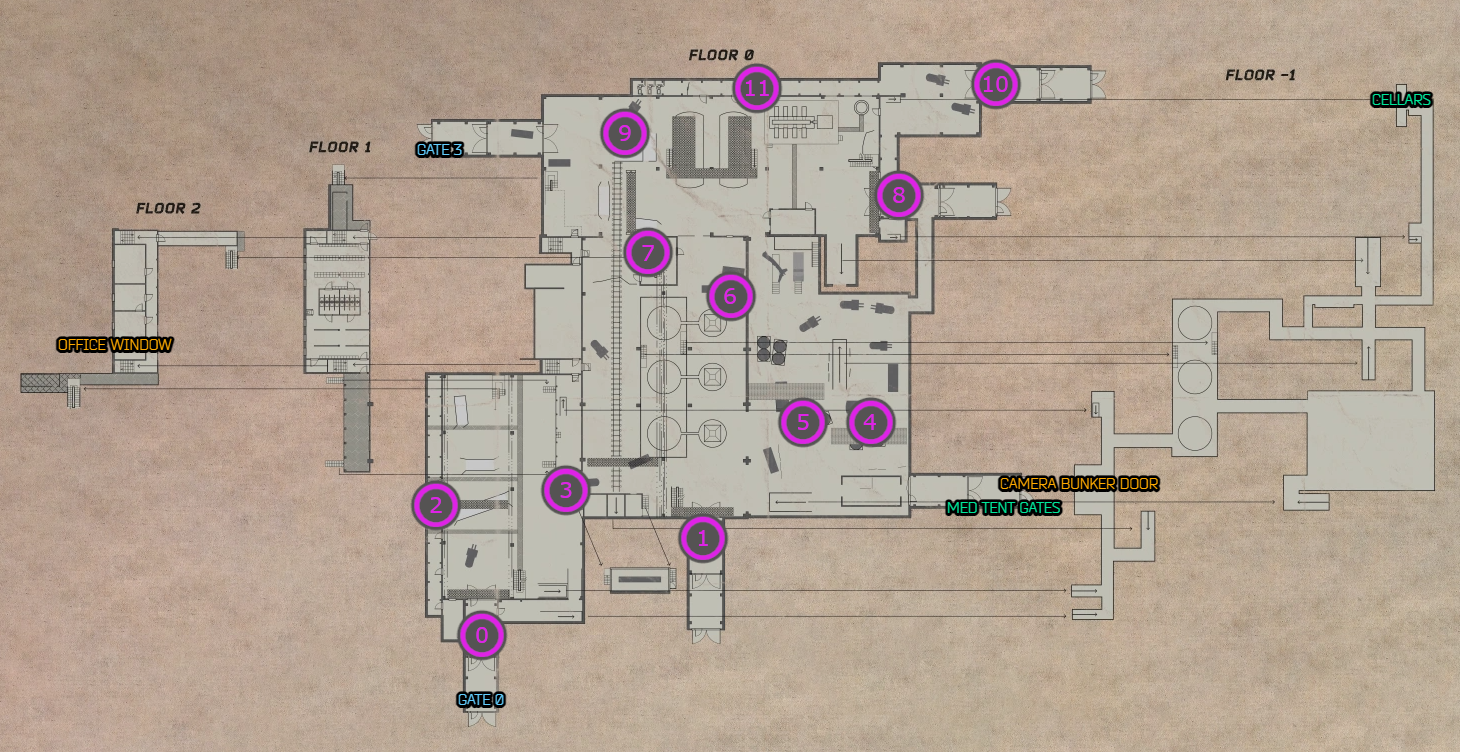 FLOOR 0
FLOOR -1
11
10
CELLARS
9
GATE 3
FLOOR 1
8
FLOOR 2
7
6
OFFICE WINDOW
5
4
CAMERA BUNKER DOOR
3
2
MED TENT GATES
1
0
GATE 0